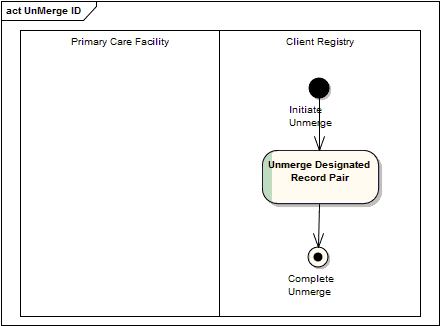 act UnMerge ID
Primary Care Facility
Client Registry
Initiate
Unmerge
Unmerge Designated
Record Pair
Complete
Unmerge